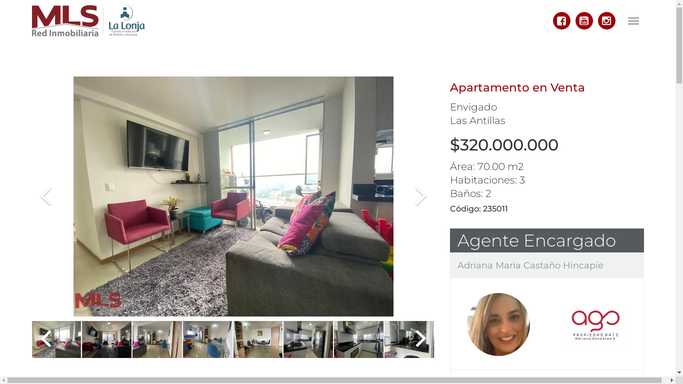 MLS
Red Inmobiliaria
La Lonja
Apartamento en Venta
Envigado
Las Antillas
$320.000.000
Área: 70.00 m2
Habitaciones: 3
Baños: 2
Código: 235011
MLS
Agente Encargado
Adriana Maria Castaño Hincapie
ago